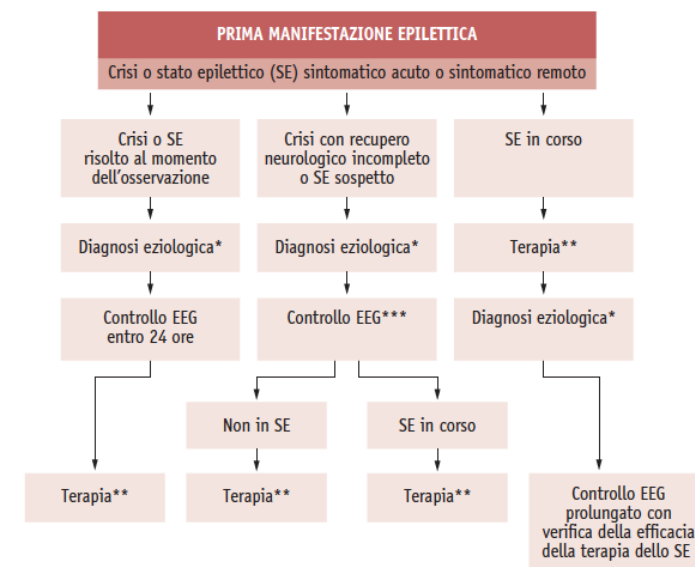 PRIMA MANIFESTAZIONE EPILETTICA
Crisi o stato epilettico (SE) sintomatico acuto o sintomatico remoto
Crisi o SE
risolto al momento
dell'osservazione
Crisi con recupero
neurologico incompleto
o SE sospetto
SE in corso
Diagnosi eziologica*
Diagnosi eziologica*
Terapia**
Controllo EEG
entro 24 ore
Controllo EEG***
Diagnosi eziologica*
Non in SE
SE in corso
Terapia**
Terapia**
Terapia**
Controllo EEG
prolungato con
verifica della efficacia
della terapia dello SE